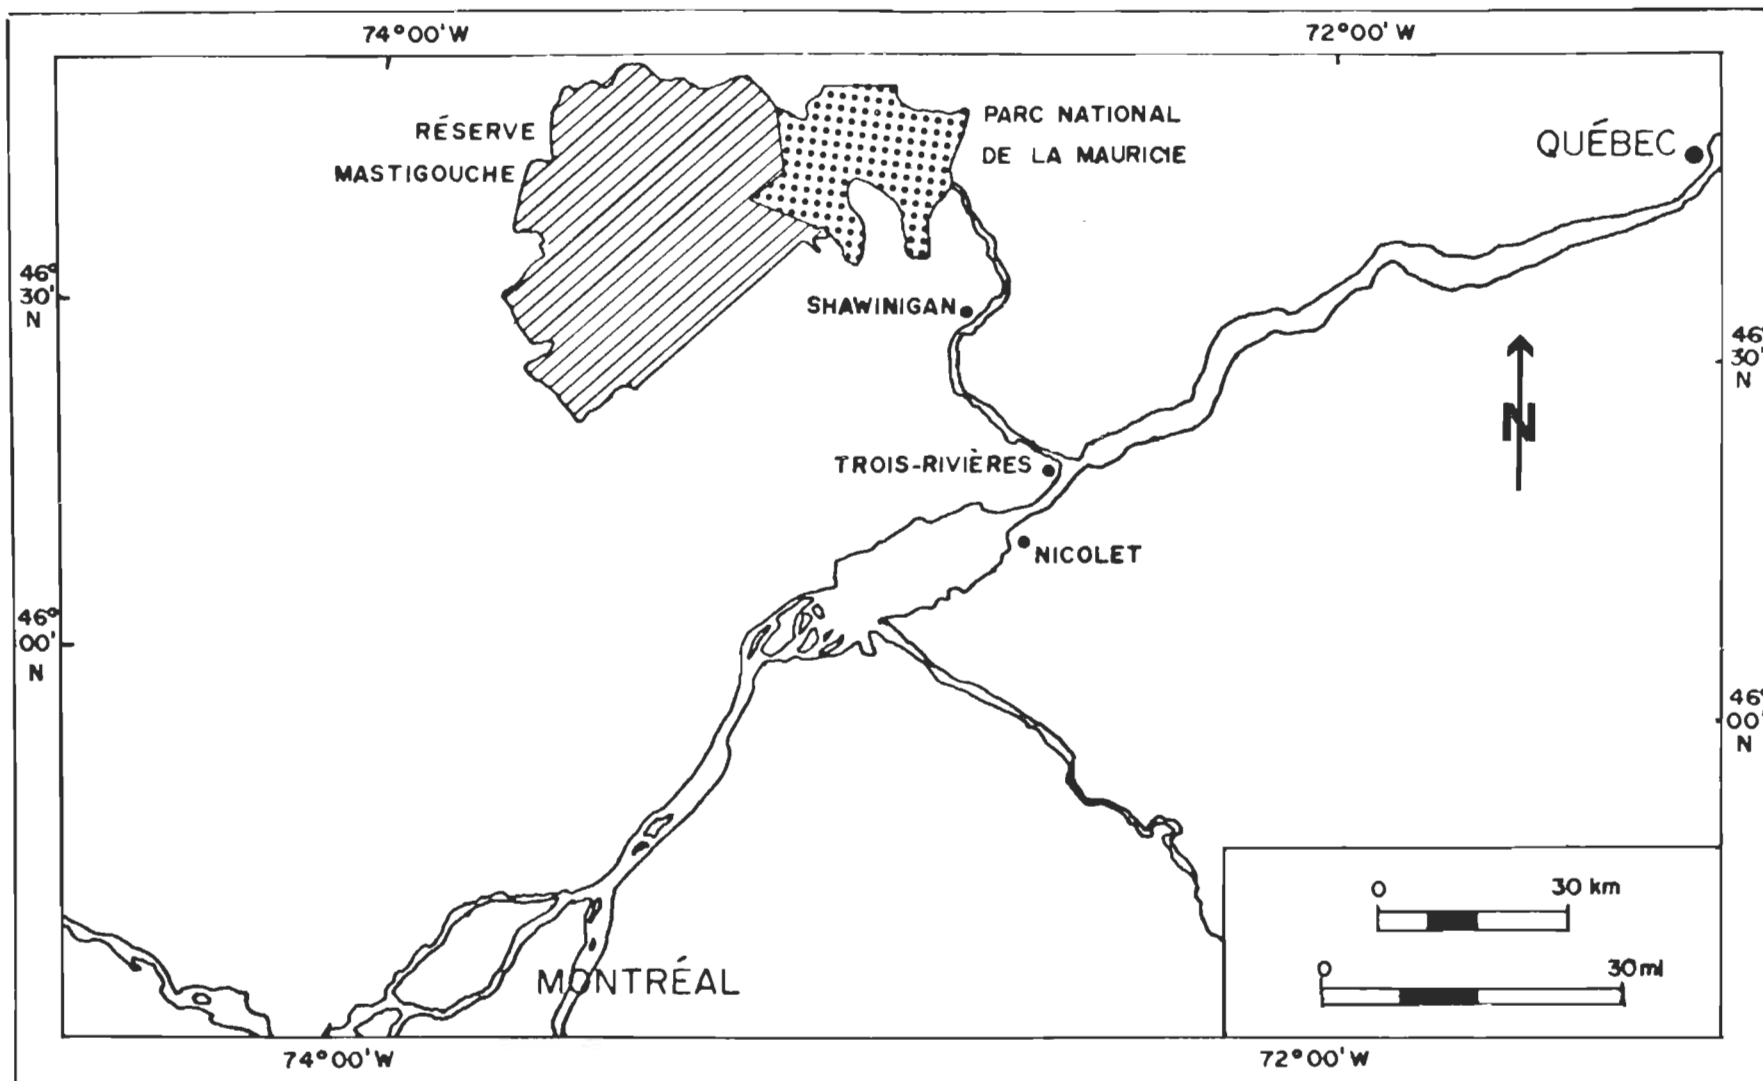 74°00'W
72°00'W
RÉSERVE
MASTIGOUCHE
PARC NATIONAL
DE LA MAURICIE
QUÉBEC
46°
30'
N
SHAWINIGAN
46°
30'
N
N
TROIS-RIVIÈRES
NICOLET
46°
00'
N
46°
00'
N
0 30 km
0 30 mi
MONTRÉAL
74°00'W
72°00'W